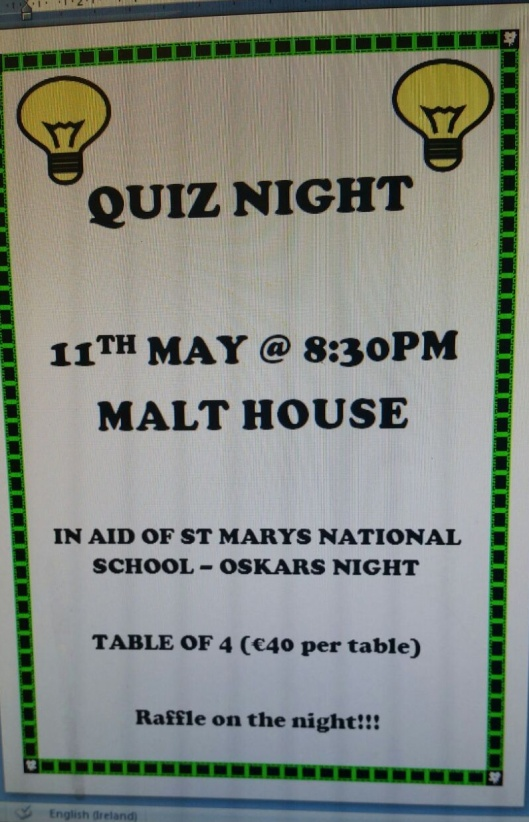 QUIZ NIGHT
11TH MAY @ 8:30PM
MALT HOUSE
IN AID OF ST MARYS NATIONAL
SCHOOL – OSKARS NIGHT
TABLE OF 4 (€40 per table)
Raffle on the night!!!
English (Ireland)